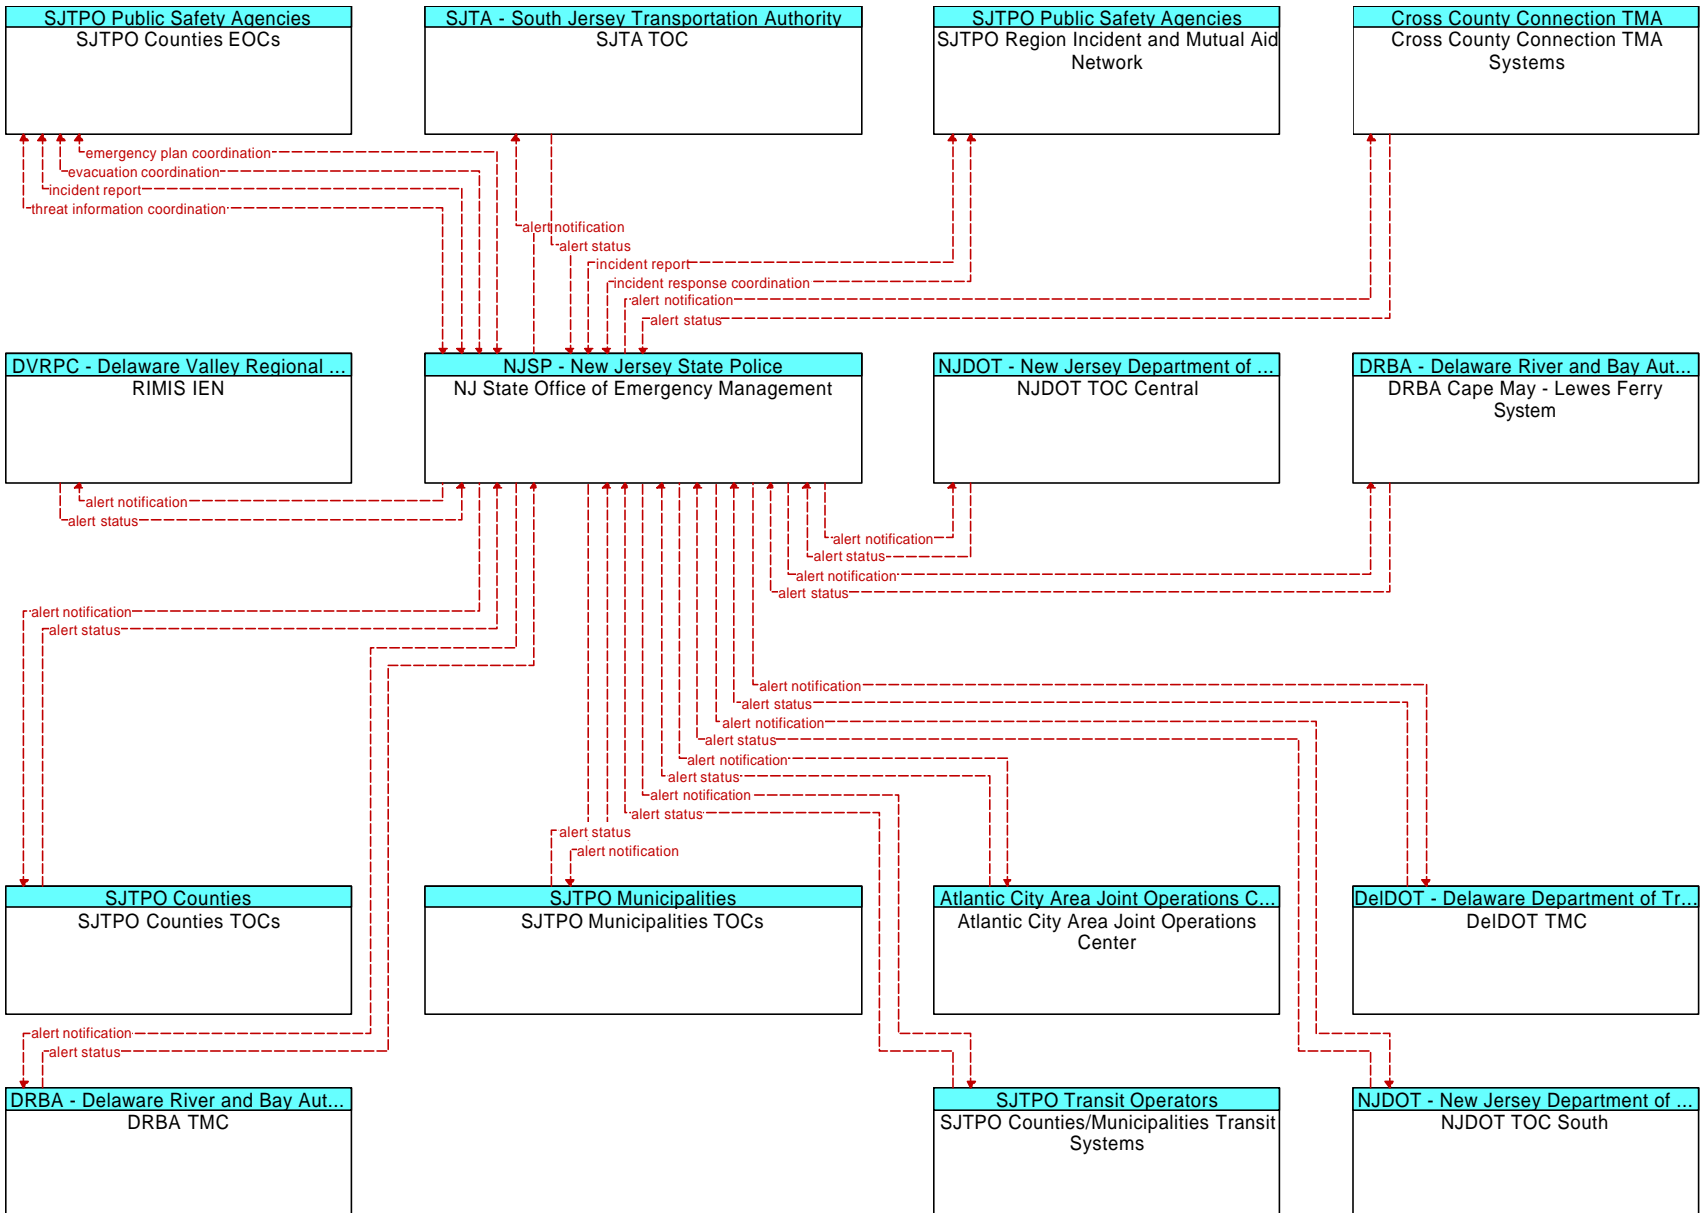 SJTPO Public Safety Agencies
SJTPO Counties EOCs
SJTA - South Jersey Transportation Authority
SJTA TOC
SJTPO Public Safety Agencies
SJTPO Region Incident and Mutual Aid
Network
Cross County Connection TMA
Cross County Connection TMA
Systems
emergency plan coordination
evacuation coordination
incident report
threat information coordination
alert notification
alert status
incident report
incident response coordination
alert notification
alert status
DVRPC - Delaware Valley Regional ...
RIMIS IEN
NJSP - New Jersey State Police
NJ State Office of Emergency Management
NJDOT - New Jersey Department of ...
NJDOT TOC Central
DRBA - Delaware River and Bay Aut...
DRBA Cape May - Lewes Ferry
System
alert notification
alert status
alert notification
alert status
alert notification
alert status
alert notification
alert status
alert notification
alert status
alert notification
alert status
alert notification
alert status
alert notification
alert status
alert status
alert notification
SJTPO Counties
SJTPO Counties TOCs
SJTPO Municipalities
SJTPO Municipalities TOCs
Atlantic City Area Joint Operations C...
Atlantic City Area Joint Operations
Center
DelDOT - Delaware Department of Tr...
DelDOT TMC
alert notification
alert status
DRBA - Delaware River and Bay Aut...
DRBA TMC
SJTPO Transit Operators
SJTPO Counties/Municipalities Transit
Systems
NJDOT - New Jersey Department of ...
NJDOT TOC South